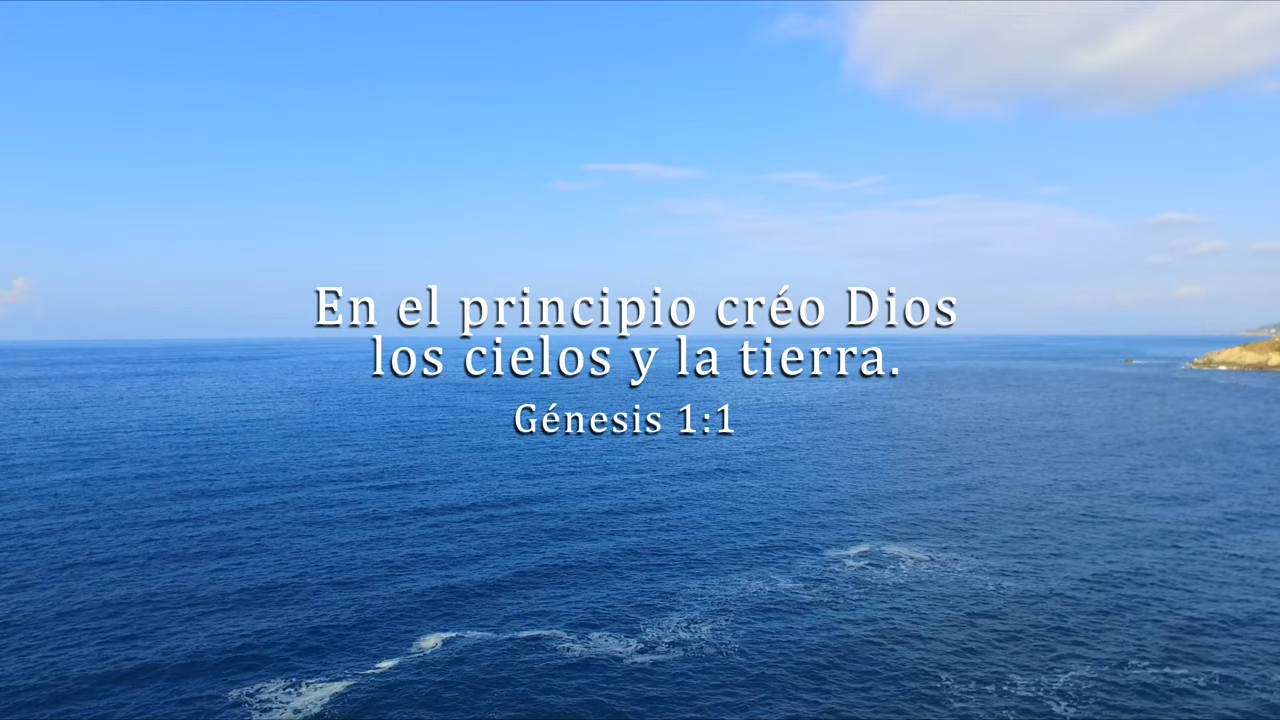 En el principio créo Dios
los cielos y la tierra.
Génesis 1:1